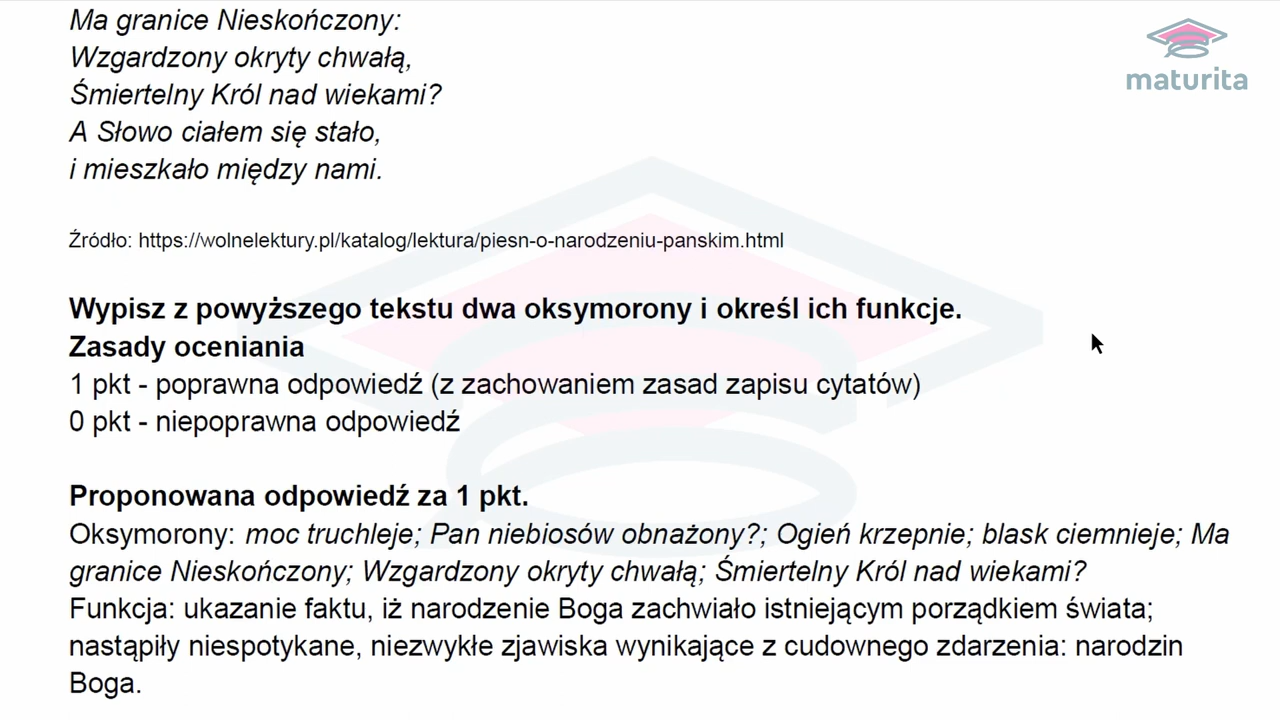 Ma granice Nieskończony:
Wzgardzony okryty chwałą,
Śmiertelny Król nad wiekami?
A Słowo ciałem się stało,
i mieszkało między nami.
maturita
Źródło: https://wolnelektury.pl/katalog/lektura/piesn-o-narodzeniu-panskim.html
Wypisz z powyższego tekstu dwa oksymorony i określ ich funkcje.
Zasady oceniania
1 pkt - poprawna odpowiedź (z zachowaniem zasad zapisu cytatów)
0 pkt - niepoprawna odpowiedź
Proponowana odpowiedź za 1 pkt.
Oksymorony: moc truchleje; Pan niebiosów obnażony?; Ogień krzepnie; blask ciemnieje; Ma
granice Nieskończony; Wzgardzony okryty chwałą; Śmiertelny Król nad wiekami?
Funkcja: ukazanie faktu, iż narodzenie Boga zachwiało istniejącym porządkiem świata;
nastąpiły niespotykane, niezwykłe zjawiska wynikające z cudownego zdarzenia: narodzin
Boga.